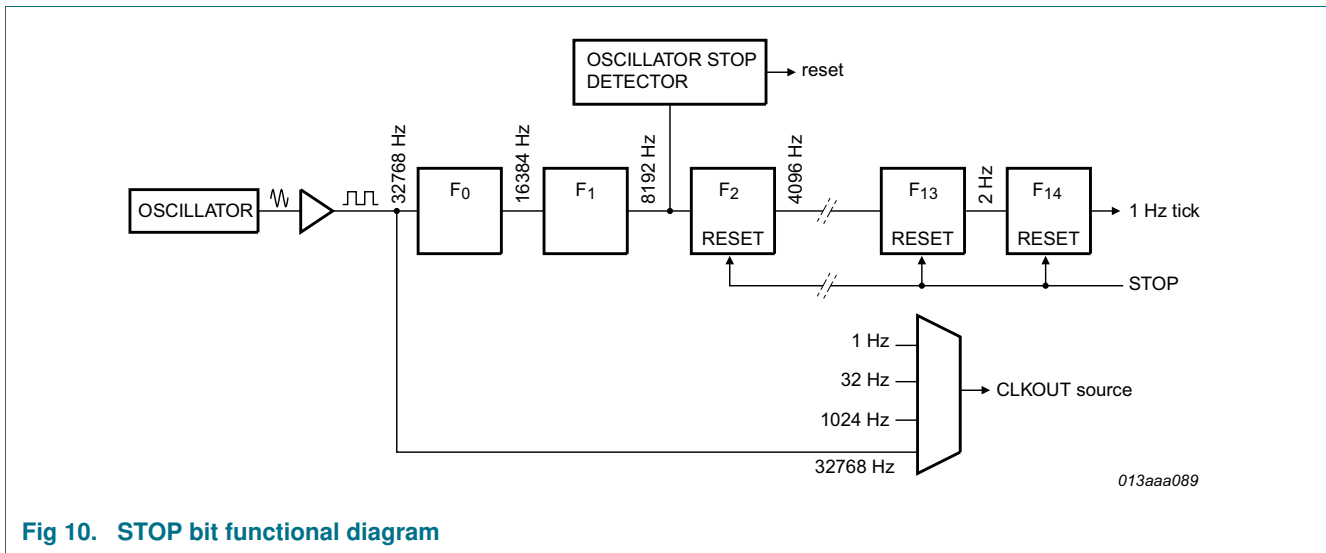 OSCILLATOR STOP
DETECTOR
reset
32768 Hz
16384 Hz
8192 Hz
4096 Hz
2 Hz
OSCILLATOR
F0
F1
F2
RESET
F13
RESET
F14
RESET
1 Hz tick
STOP
1 Hz
32 Hz
1024 Hz
32768 Hz
CLKOUT source
013aaa089
Fig 10. STOP bit functional diagram